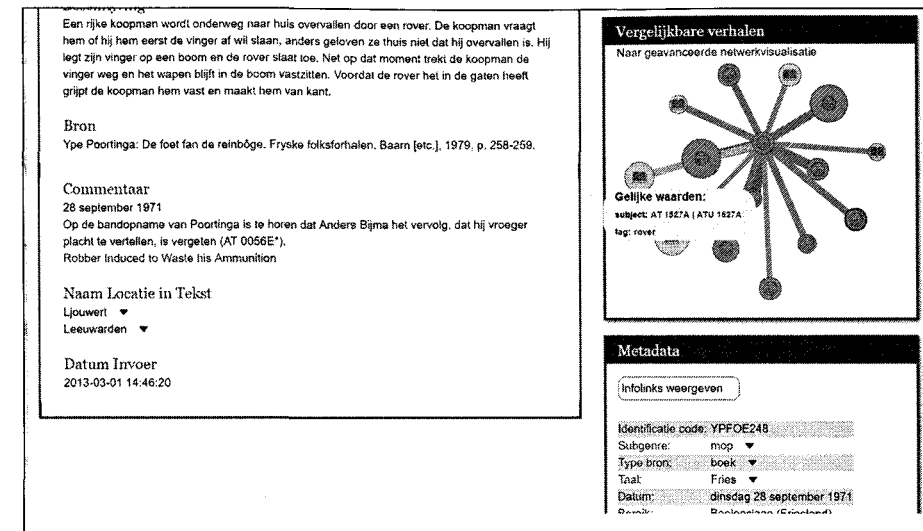 Een rijke koopman wordt onderweg naar huis overvallen door een rover. De koopman vraagt
hem of hij hem eerst de vinger af wil slaan, anders geloven ze thuis niet dat hij overvallen is. Hij
legt zijn vinger op een boom en de rover slaat toe. Net op dat moment trekt de koopman de
vinger weg en het wapen blijft in de boom vastzitten. Voordat de rover het in de gaten heeft
grijpt de koopman hem vast en maakt hem van kant.
Bron
Ype Poortinga: De foet fan de reinbôge. Fryske folksforhalen. Baarn [etc.], 1979, p. 258-259.
Commentaar
28 september 1971
Op de bandopname van Poortinga is te horen dat Anders Bijma het vervolg, dat hij vroeger
placht te vertellen, is vergeten (AT 0056E*).
Robber Induced to Waste his Ammunition
Naam Locatie in Tekst
Ljouwert
Leeuwarden
Datum Invoer
2013-03-01 14:46:20
Vergelijkbare verhalen
Naar geavanceerde netwerkvisualisatie
Gelijke waarden:
subject: AT 1527A | ATU 1527A
tag: rover
Metadata
Infolinks weergeven
Identificatie code: YPFOE248
Subgenre: mop
Type bron: boek
Taal: Fries
Datum: dinsdag 28 september 1971